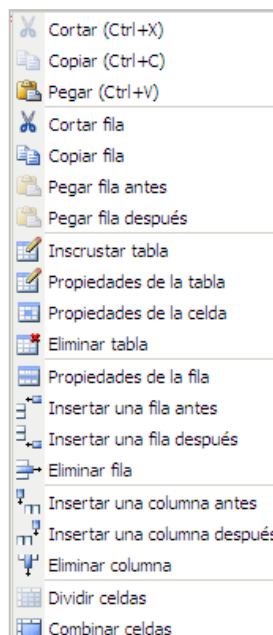 Cortar (Ctrl+X)
Copiar (Ctrl+C)
Pegar (Ctrl+V)
Cortar fila
Copiar fila
Pegar fila antes
Pegar fila después
Inscrustar tabla
Propiedades de la tabla
Propiedades de la celda
Eliminar tabla
Propiedades de la fila
Insertar una fila antes
Insertar una fila después
Eliminar fila
Insertar una columna antes
Insertar una columna después
Eliminar columna
Dividir celdas
Combinar celdas